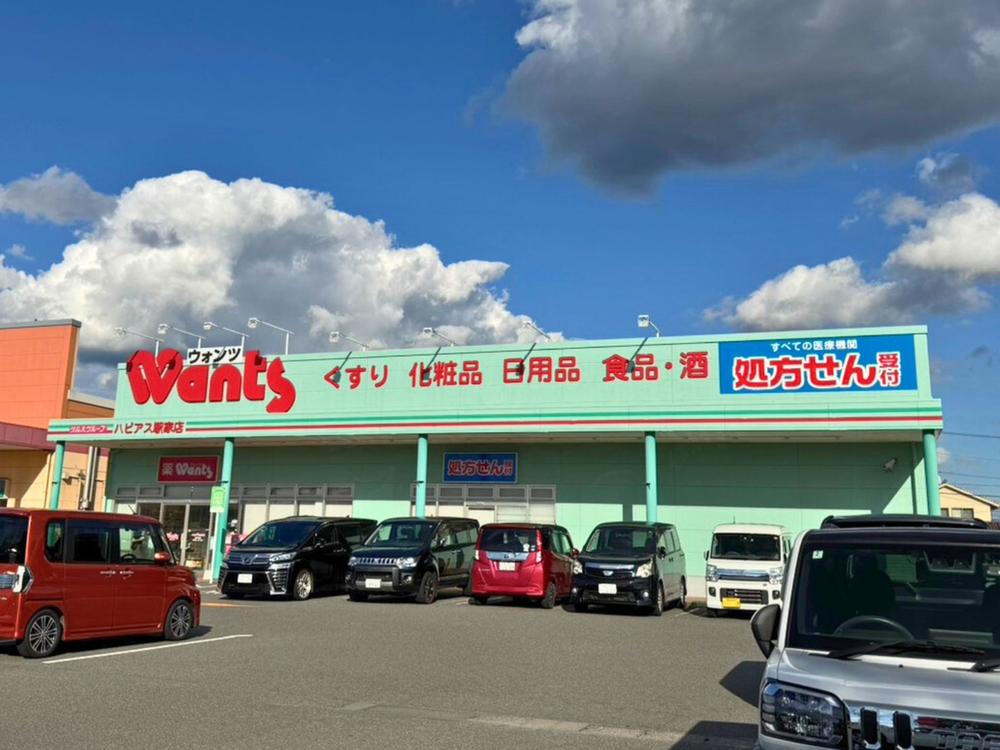 ウォンツ
Wants
くすり 化粧品 日用品 食品・酒
すべての医療機関
処方せん受付
ハピアス駅家店
薬 Wants
処方せん受付